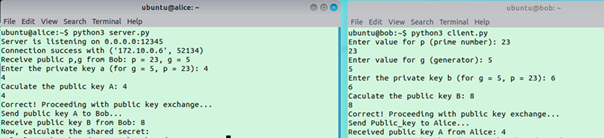 ubuntu@alice: ~
File Edit View Search Terminal Help
ubuntu@alice:~$ python3 server.py
Server is listening on 0.0.0.0:12345
Connection success with ('172.10.0.6', 52134)
Receive public p,g from Bob: p = 23, g = 5
Enter the private key a (for g = 5, p = 23): 4
4
Caculate the public key A: 4
4
Correct! Proceeding with public key exchange...
Send public key A to Bob...
Receive public key B from Bob: 8
Now, calculate the shared secret:
ubuntu@bob: ~
File Edit View Search Terminal Help
ubuntu@bob:~$ python3 client.py
Enter value for p (prime number): 23
23
Enter value for g (generator): 5
5
Enter the private key b (for g = 5, p = 23): 6
6
Caculate the public key B: 8
8
Correct! Proceeding with public key exchange...
Send Public_key to Alice...
Received public key A from Alice: 4